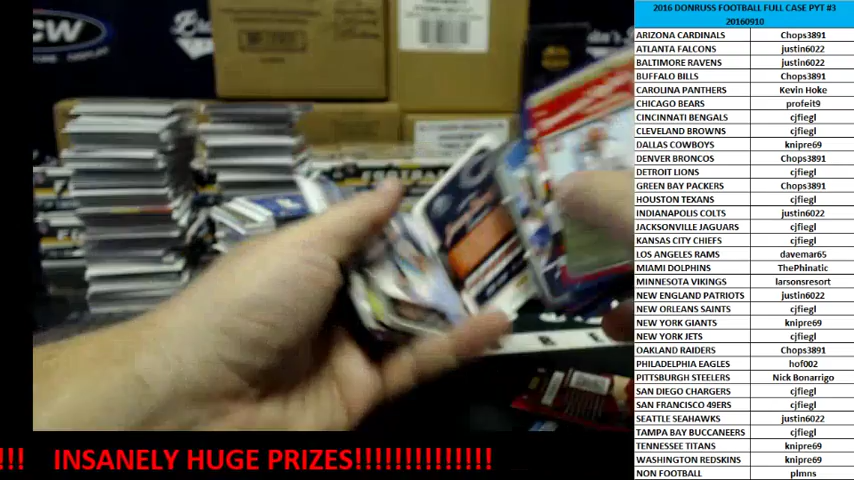 2016 DONRUSS FOOTBALL FULL CASE PYT #3
20160910
ARIZONA CARDINALS Chops3891
ATLANTA FALCONS justin6022
BALTIMORE RAVENS justin6022
BUFFALO BILLS Chops3891
CAROLINA PANTHERS Kevin Hoke
CHICAGO BEARS profeit9
CINCINNATI BENGALS cjfiegl
CLEVELAND BROWNS cjfiegl
DALLAS COWBOYS knipre69
DENVER BRONCOS Chops3891
DETROIT LIONS cjfiegl
GREEN BAY PACKERS Chops3891
HOUSTON TEXANS cjfiegl
INDIANAPOLIS COLTS justin6022
JACKSONVILLE JAGUARS cjfiegl
KANSAS CITY CHIEFS cjfiegl
LOS ANGELES RAMS davemar65
MIAMI DOLPHINS ThePhinatic
MINNESOTA VIKINGS larsonsresort
NEW ENGLAND PATRIOTS justin6022
NEW ORLEANS SAINTS cjfiegl
NEW YORK GIANTS knipre69
NEW YORK JETS cjfiegl
OAKLAND RAIDERS Chops3891
PHILADELPHIA EAGLES hof002
PITTSBURGH STEELERS Nick Bonarrigo
SAN DIEGO CHARGERS cjfiegl
SAN FRANCISCO 49ERS cjfiegl
SEATTLE SEAHAWKS justin6022
TAMPA BAY BUCCANEERS cjfiegl
TENNESSEE TITANS knipre69
WASHINGTON REDSKINS knipre69
NON FOOTBALL plmns
!!! INSANELY HUGE PRIZES!!!!!!!!!!!!!!